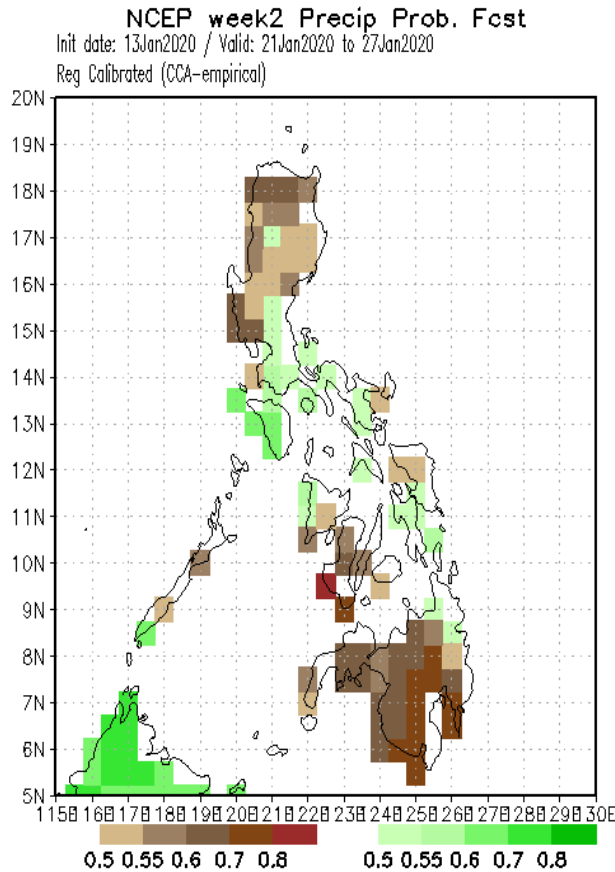 NCEP week2 Precip Prob. Fcst
Init date: 13Jan2020 / Valid: 21Jan2020 to 27Jan2020
Reg Calibrated (CCA-empirical)
20N
19N
18N
17N
16N
15N
14N
13N
12N
11N
10N
9N
8N
7N
6N
5N
115E 116E 117E 118E 119E 120E 121E 122E 123E 124E 125E 126E 127E 128E 129E 130E
0.5 0.55 0.6 0.7 0.8 0.5 0.55 0.6 0.7 0.8